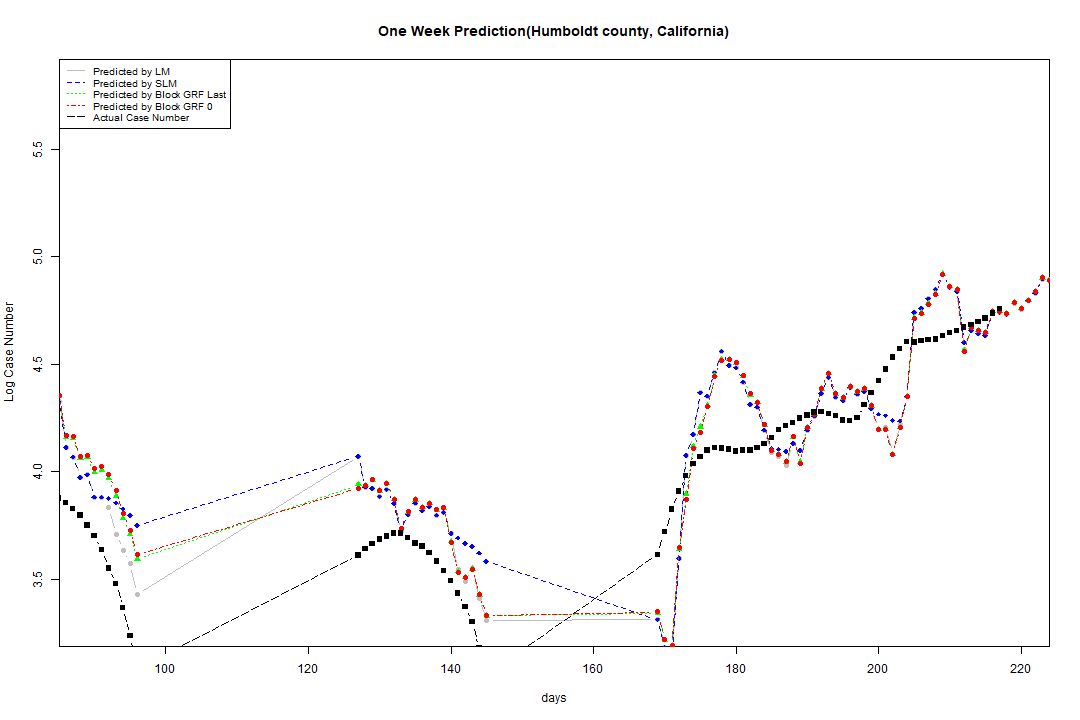 One Week Prediction(Humboldt county, California)
Predicted by LM
Predicted by SLM
Predicted by Block GRF Last
Predicted by Block GRF 0
Actual Case Number
5.5
5.0
4.5
4.0
3.5
Log Case Number
100 120 140 160 180 200 220
days